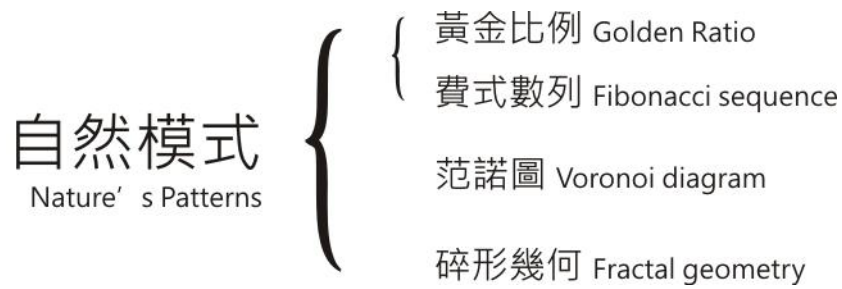 自然模式
Nature' s Patterns
黃金比例 Golden Ratio
費式數列 Fibonacci sequence
范諾圖 Voronoi diagram
碎形幾何 Fractal geometry